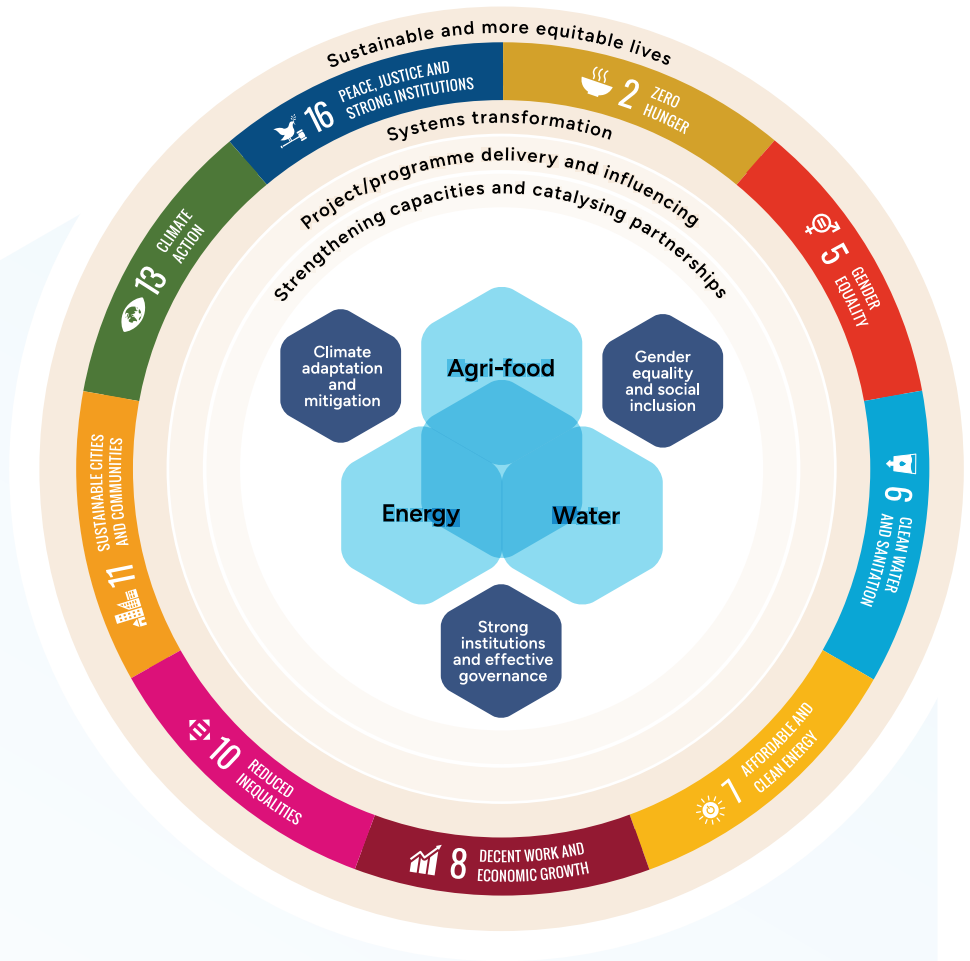 Sustainable and more equitable lives
16
PEACE, JUSTICE AND
STRONG INSTITUTIONS
2
ZERO
HUNGER
5
GENDER
EQUALITY
6
CLEAN WATER
AND SANITATION
7
AFFORDABLE AND
CLEAN ENERGY
8
DECENT WORK AND
ECONOMIC GROWTH
10
REDUCED
INEQUALITIES
11
SUSTAINABLE CITIES
AND COMMUNITIES
13
CLIMATE
ACTION
Systems transformation
Project/programme delivery and influencing
Strengthening capacities and catalysing partnerships
Climate
adaptation
and
mitigation
Agri-food
Gender
equality
and social
inclusion
Energy
Water
Strong
institutions
and effective
governance